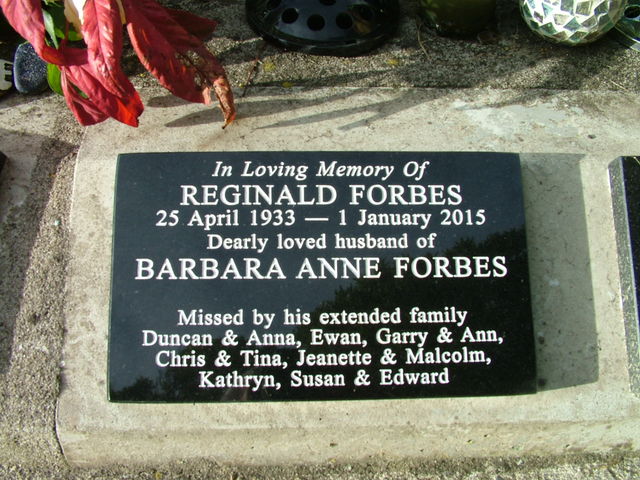 In Loving Memory Of
REGINALD FORBES
25 April 1933 — 1 January 2015
Dearly loved husband of
BARBARA ANNE FORBES
Missed by his extended family
Duncan & Anna, Ewan, Garry & Ann,
Chris & Tina, Jeanette & Malcolm,
Kathryn, Susan & Edward